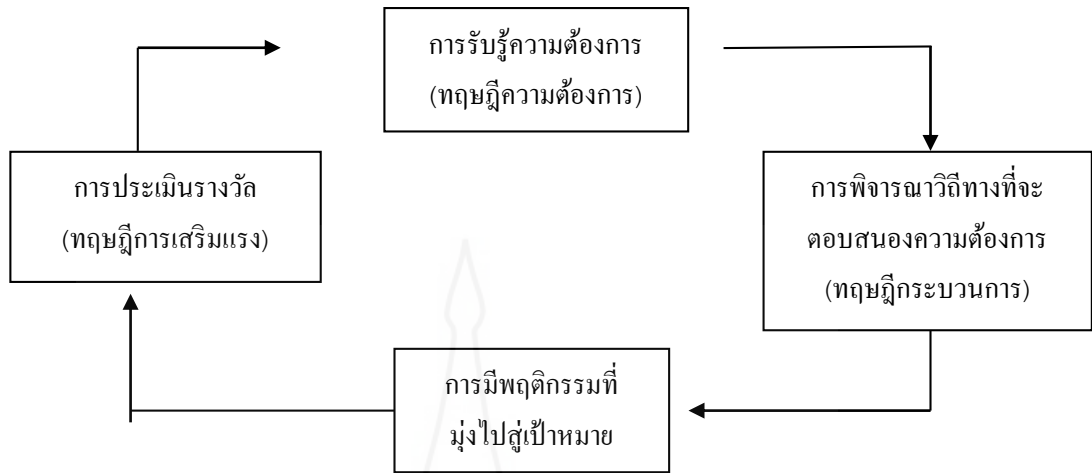 การรับรู้ความต้องการ
(ทฤษฎีความต้องการ)
การประเมินรางวัล
(ทฤษฎีการเสริมแรง)
การพิจารณาวิถีทางที่จะ
ตอบสนองความต้องการ
(ทฤษฎีกระบวนการ)
การมีพฤติกรรมที่
มุ่งไปสู่เป้าหมาย